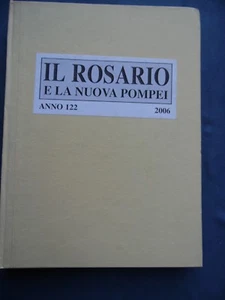 IL ROSARIO
E LA NUOVA POMPEI
ANNO 122 2006